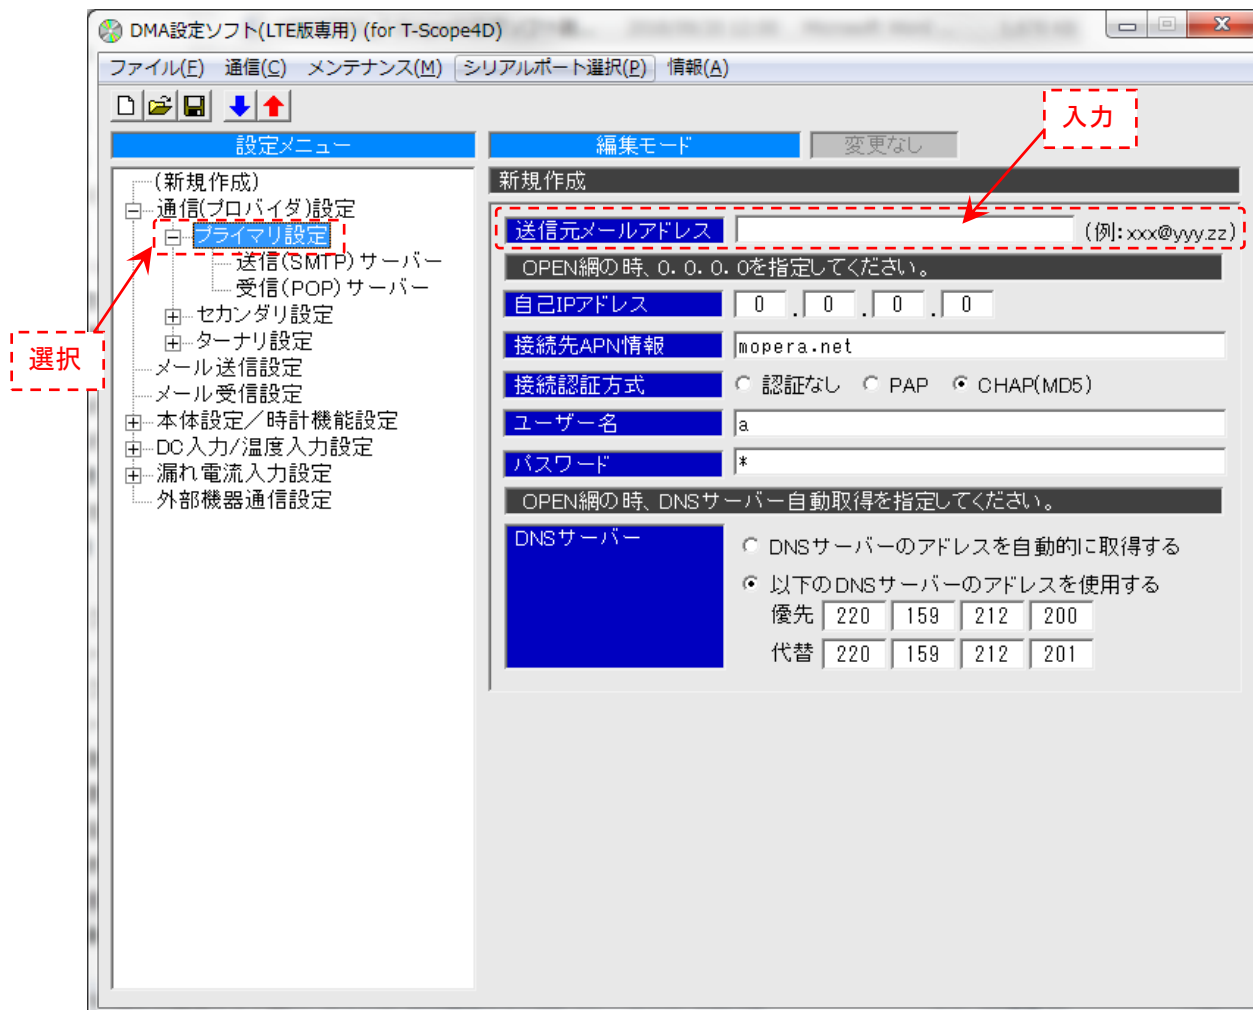 DMA設定ソフト(LTE版専用) (for T-Scope4D)
ファイル(F) 通信(C) メンテナンス(M) シリアルポート選択(P) 情報(A)
設定メニュー
編集モード
変更なし
入力
選択
(新規作成)
通信(プロバイダ)設定
プライマリ設定
送信(SMTP)サーバー
受信(POP)サーバー
セカンダリ設定
ターナリ設定
メール送信設定
メール受信設定
本体設定/時計機能設定
DC入力/温度入力設定
漏れ電流入力設定
外部機器通信設定
新規作成
送信元メールアドレス (例:xxx@yyy.zz)
OPEN網の時、0.0.0.0を指定してください。
自己IPアドレス 0 . 0 . 0 . 0
接続先APN情報 mopera.net
接続認証方式 認証なし PAP CHAP(MD5)
ユーザー名 a
パスワード *
OPEN網の時、DNSサーバー自動取得を指定してください。
DNSサーバー
DNSサーバーのアドレスを自動的に取得する
以下のDNSサーバーのアドレスを使用する
優先 220 159 212 200
代替 220 159 212 201